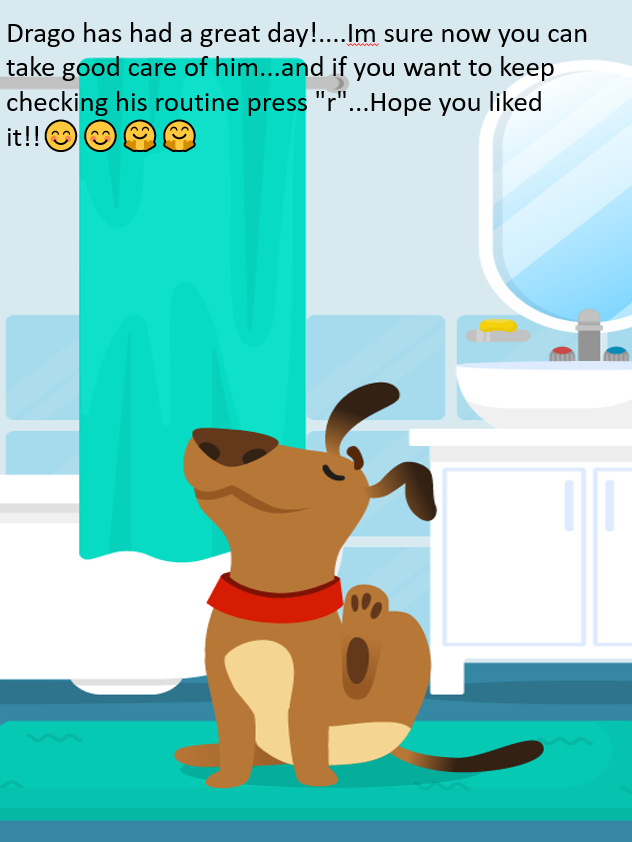 Drago has had a great day!....Im sure now you can
take good care of him...and if you want to keep
checking his routine press "r"...Hope you liked
it!!😊😊🤗🤗